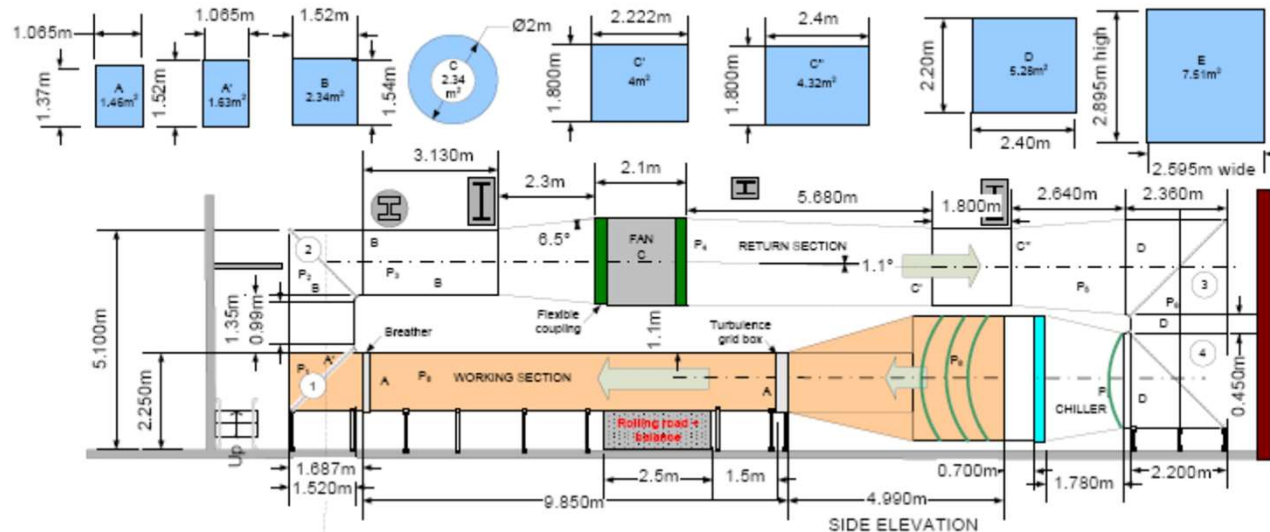 1.065m
1.065m
1.52m
2.222m
2.4m
Ø2m
1.37m
A
1.46m²
1.52m
A'
1.63m²
B
2.34m²
1.54m
C
2.34
m²
1.800m
C'
4m²
1.800m
C"
4.32m²
2.20m
D
5.28m²
2.40m
2.895m high
E
7.51m²
2.595m wide
3.130m
2.3m
2.1m
5.680m
1.800m
2.640m
2.360m
2
B
P₂
B
P₃
B
6.5°
FAN
C
P₄
RETURN SECTION
1.1°
C'
C"
P₅
D
3
D
4
D
5.100m
1.35m
0.99m
Breather
Flexible
coupling
1.1m
Turbulence
grid box
2.250m
A'
1
A
WORKING SECTION
A
CHILLER
0.450m
Up
Rolling road +
balance
1.687m
1.520m
2.5m
1.5m
9.850m
0.700m
4.990m
1.780m
2.200m
SIDE ELEVATION